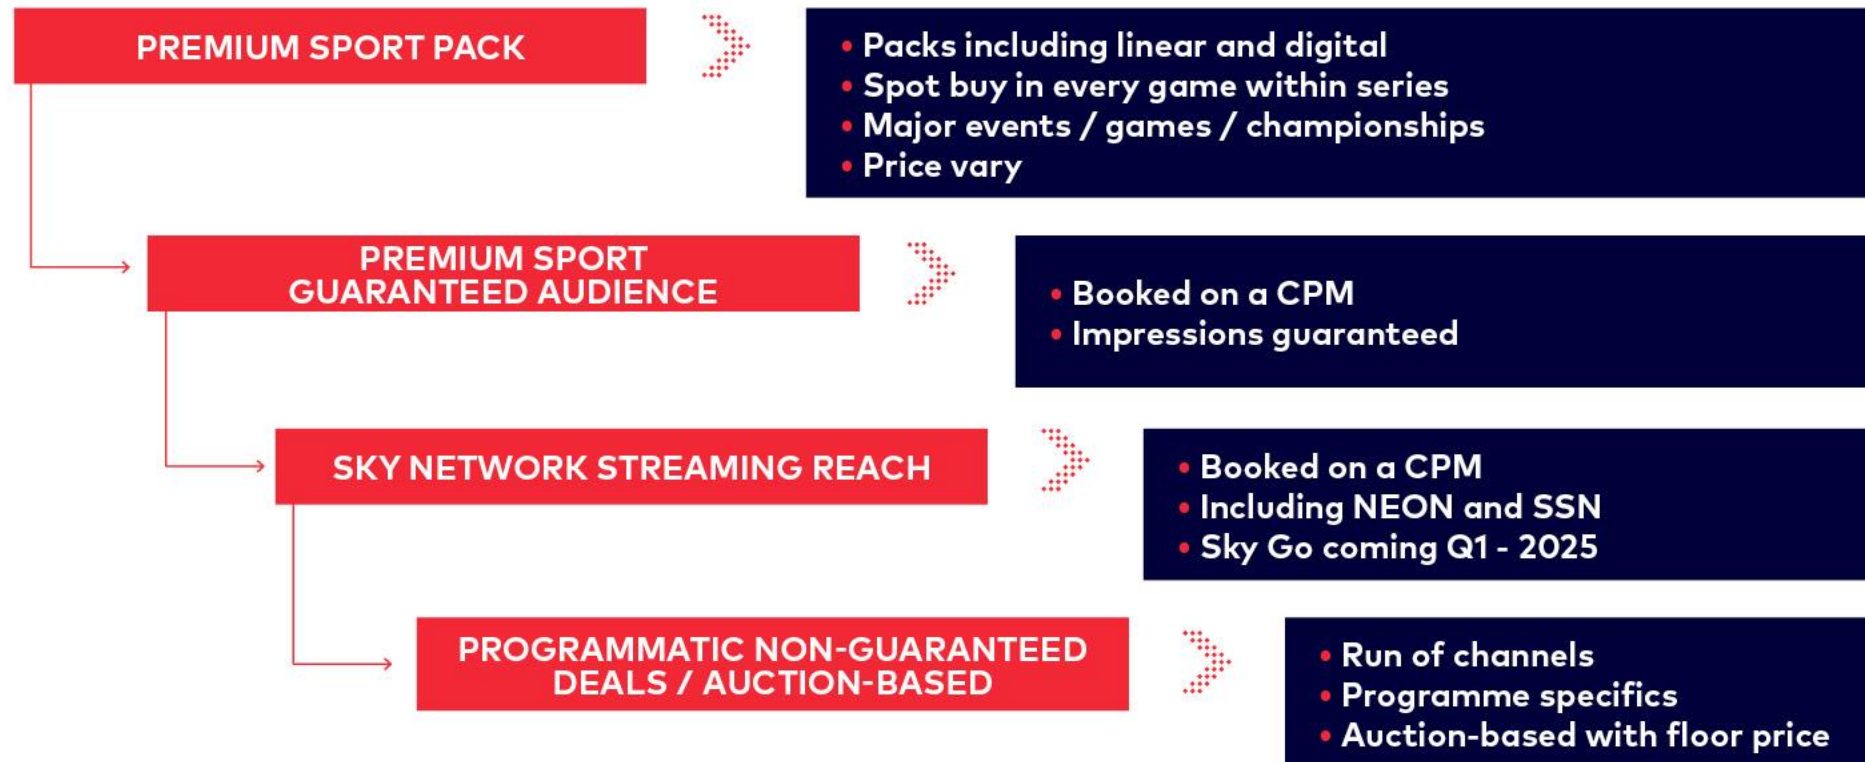 PREMIUM SPORT PACK
• Packs including linear and digital
• Spot buy in every game within series
• Major events / games / championships
• Price vary
PREMIUM SPORT
GUARANTEED AUDIENCE
• Booked on a CPM
• Impressions guaranteed
SKY NETWORK STREAMING REACH
• Booked on a CPM
• Including NEON and SSN
• Sky Go coming Q1 - 2025
PROGRAMMATIC NON-GUARANTEED
DEALS / AUCTION-BASED
• Run of channels
• Programme specifics
• Auction-based with floor price